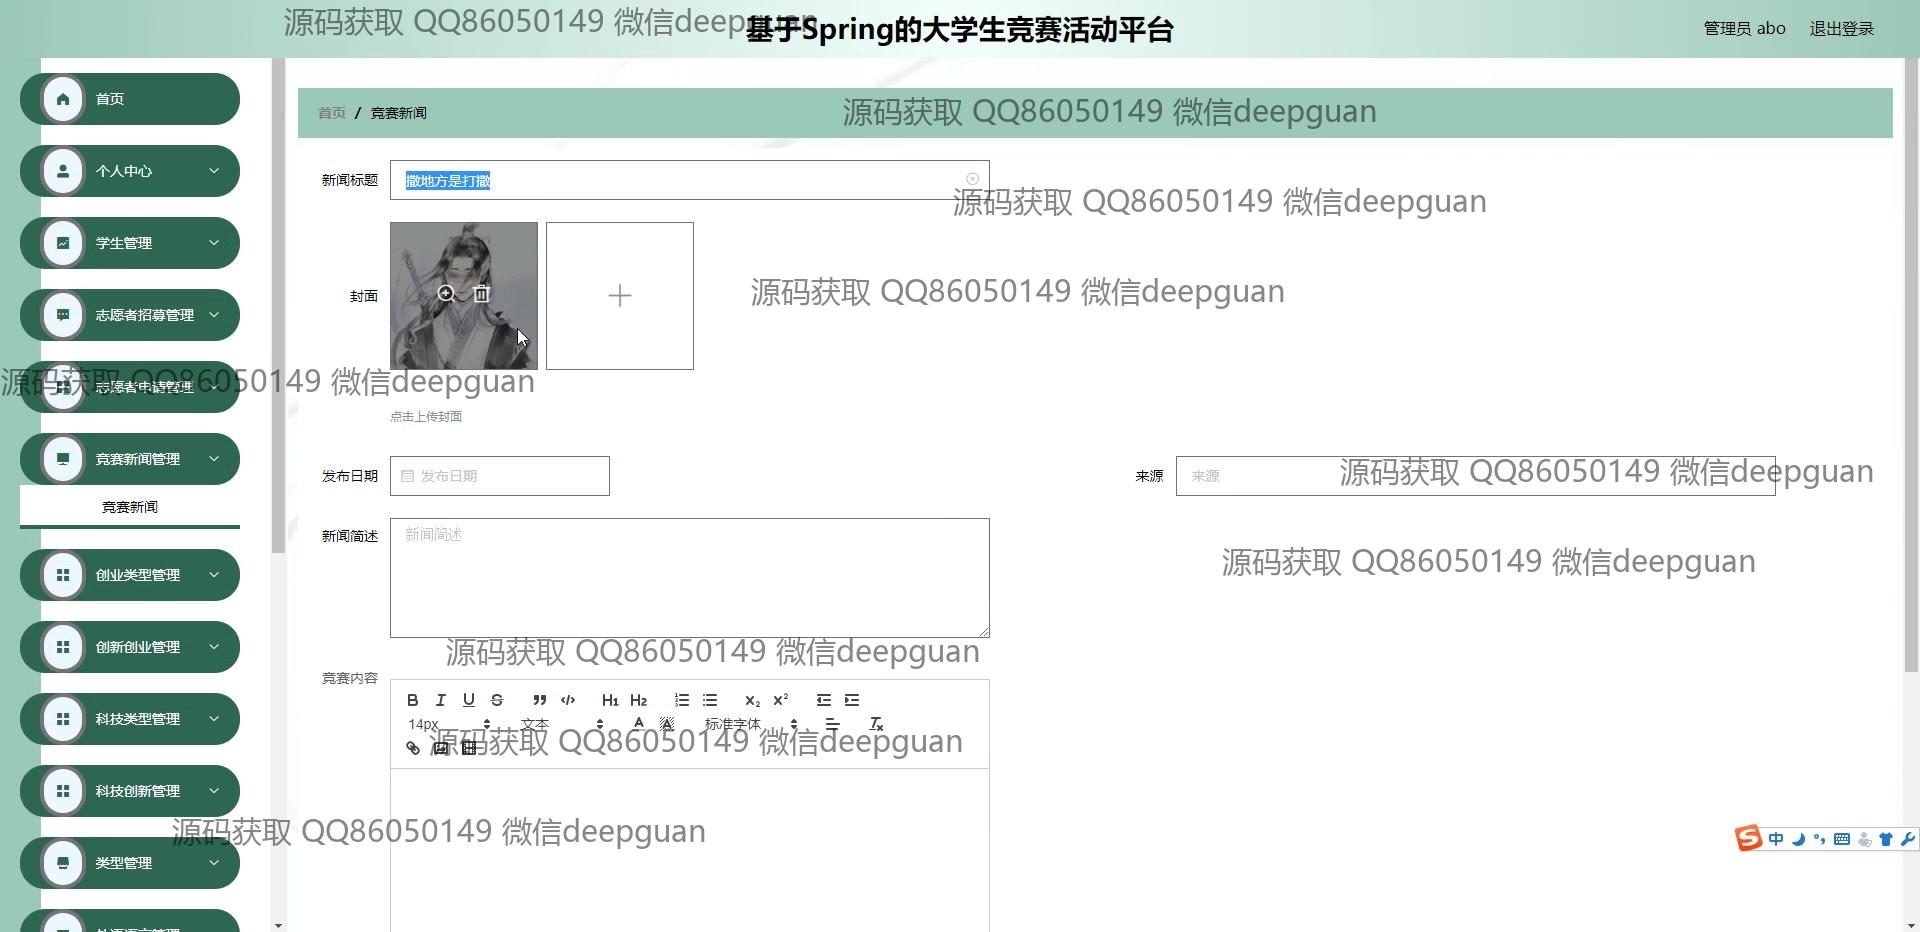 基于Spring的大学生竞赛活动平台
管理员 abo
退出登录
源码获取 QQ86050149 微信deepguan
首页
个人中心
学生管理
志愿者招募管理
志愿者申请管理
竞赛新闻管理
竞赛新闻
创业类型管理
创新创业管理
科技类型管理
科技创新管理
类型管理
首页 / 竞赛新闻
源码获取 QQ86050149 微信deepguan
新闻标题
撒地方是打撒
源码获取 QQ86050149 微信deepguan
封面
源码获取 QQ86050149 微信deepguan
源码获取 QQ86050149 微信deepguan
点击上传封面
发布日期
发布日期
来源
来源
源码获取 QQ86050149 微信deepguan
新闻简述
新闻简述
源码获取 QQ86050149 微信deepguan
源码获取 QQ86050149 微信deepguan
竞赛内容
B I U S H1 H2 X2 X2
14px 文本 A A 标准字体 Tx
源码获取 QQ86050149 微信deepguan
源码获取 QQ86050149 微信deepguan
中